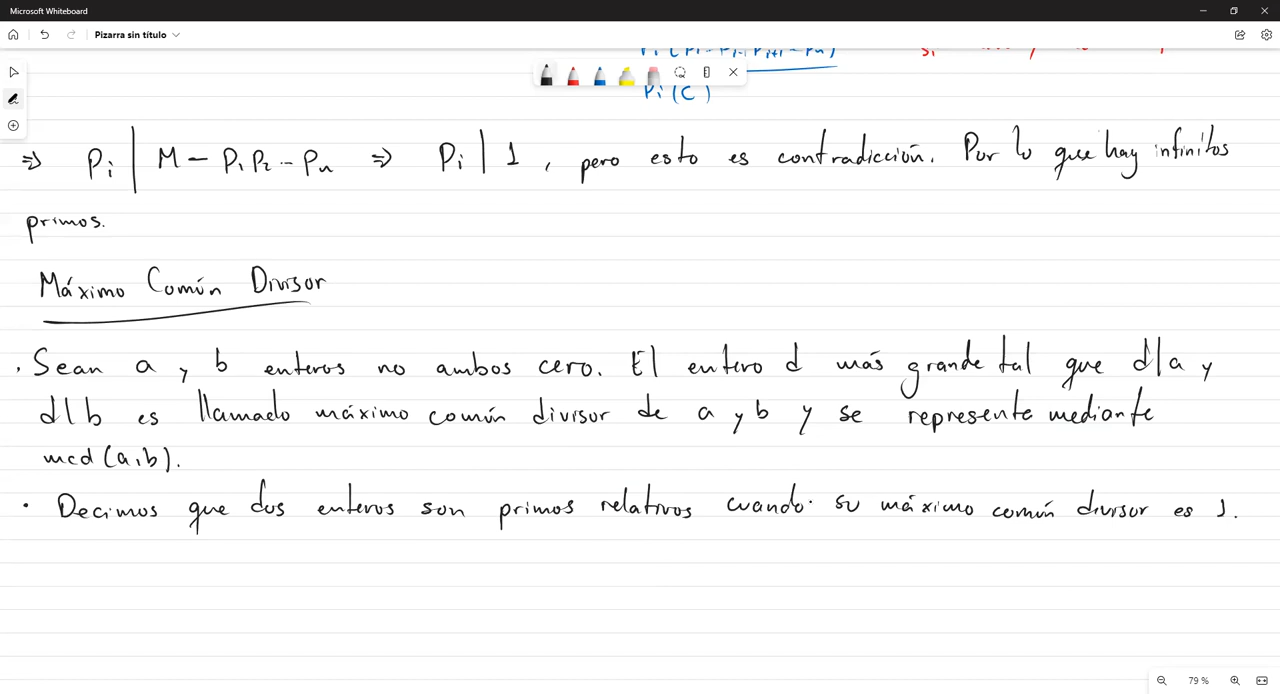 Microsoft Whiteboard
Pizarra sin título
Pi (C)
⇒ Pi | M - P1 P2 -- Pn ⇒ Pi | 1 , pero esto es contradicción. Por lo que hay infinitos
primos.
Máximo Común Divisor
. Sean a y b enteros no ambos cero. El entero d más grande tal que d|a y
d|b es llamado máximo común divisor de a y b y se represente mediante
mcd (a,b).
· Decimos que dos enteros son primos relativos cuando su máximo común divisor es 1.
79 %